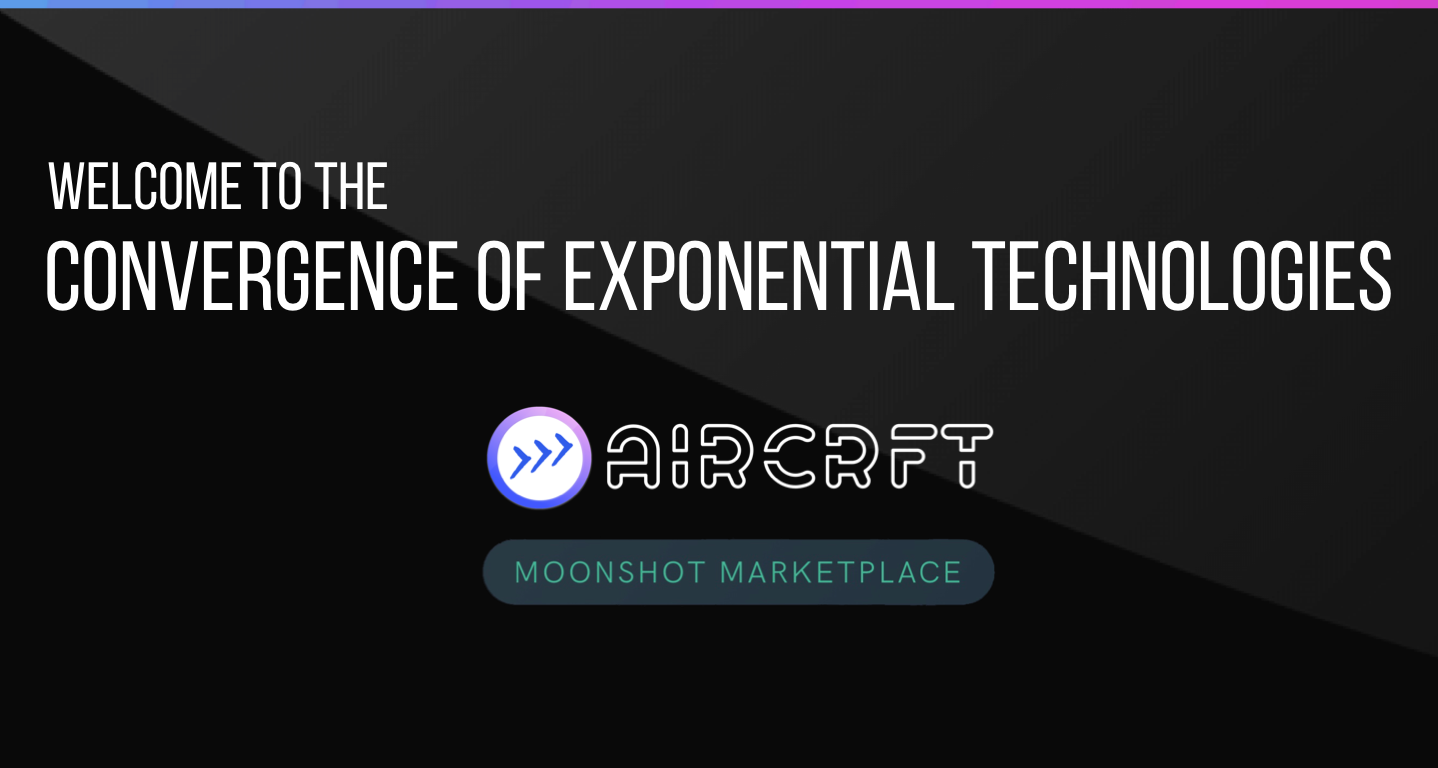 WELCOME TO THE
CONVERGENCE OF EXPONENTIAL TECHNOLOGIES
AIRCRFT
MOONSHOT MARKETPLACE